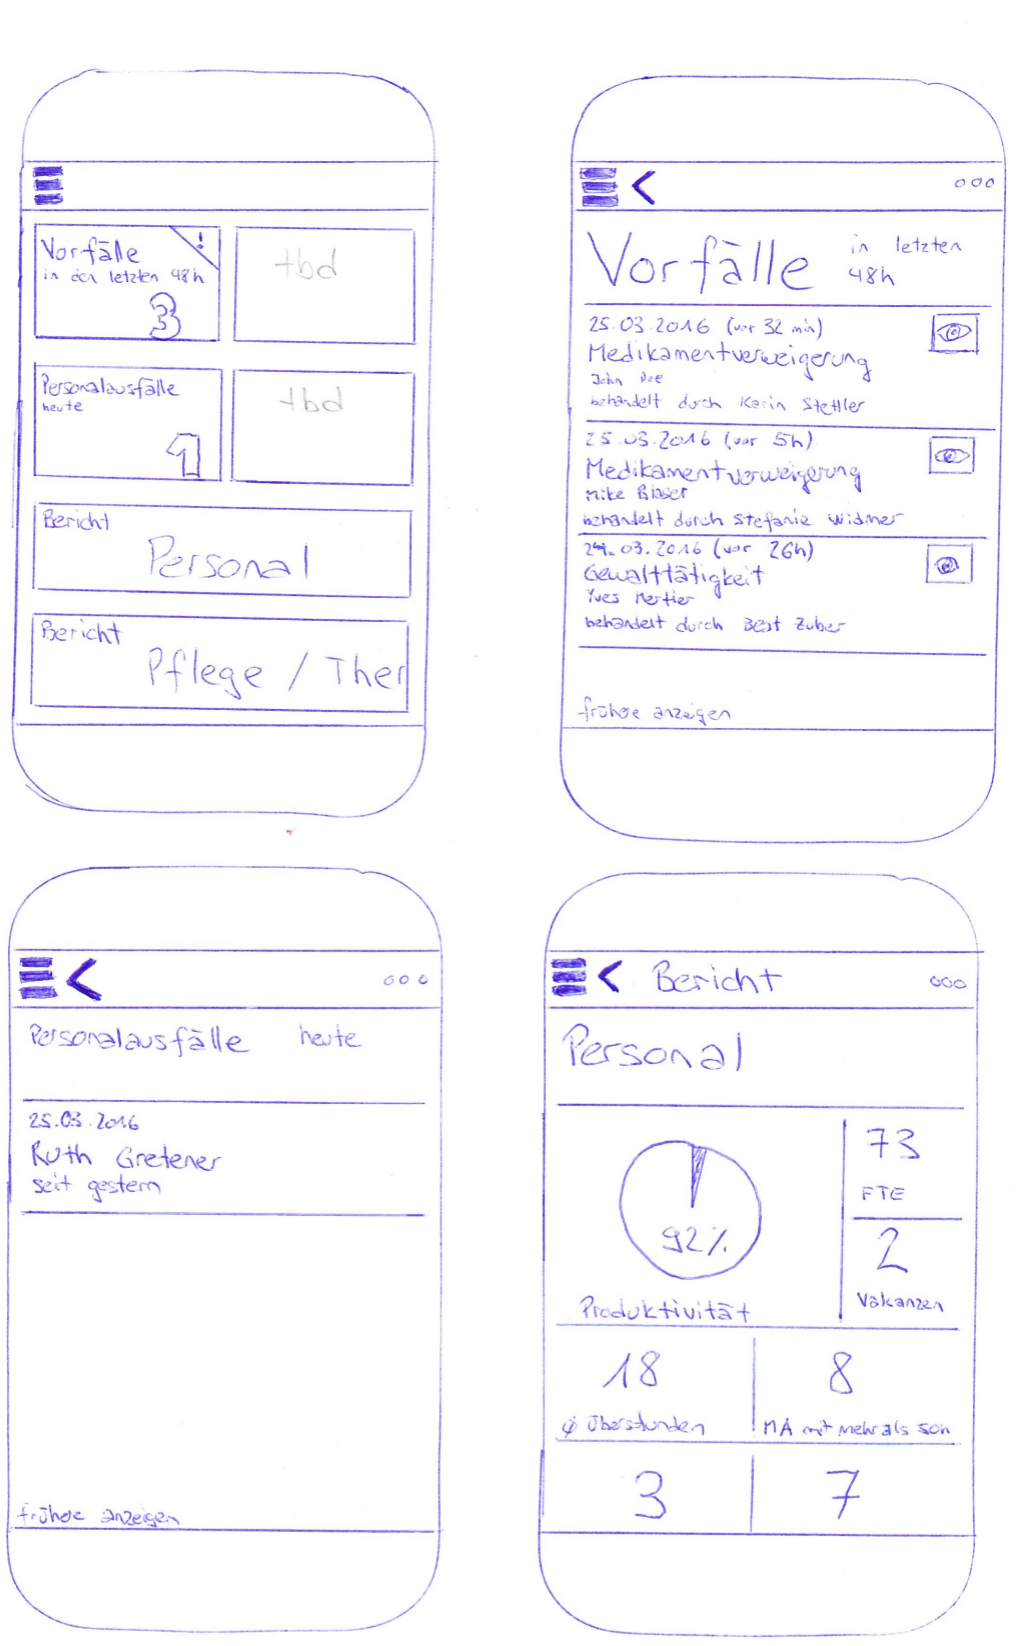 Vorfälle
in den letzten 48h
!
3
tbd
Personalausfälle
heute
1
tbd
Bericht
Personal
Bericht
Pflege / Ther
ooo
Vorfälle in letzten
48h
25.03.2016 (vor 32 min)
Medikamentverweigerung
John Doe
behandelt durch Karin Stettler
25.03.2016 (vor 5h)
Medikamentverweigerung
Mike Blaser
behandelt durch Stefanie Widmer
24.03.2016 (vor 26h)
Gewalttätigkeit
Yves Mertier
behandelt durch Beat Zuber
frühere anzeigen
ooo
Personalausfälle heute
25.03.2016
Ruth Gretener
seit gestern
frühere anzeigen
Bericht ooo
Personal
92%
Produktivität
73
FTE
2
Vakanzen
18
Ø Überstunden
8
MA mit mehr als 50h
3
7